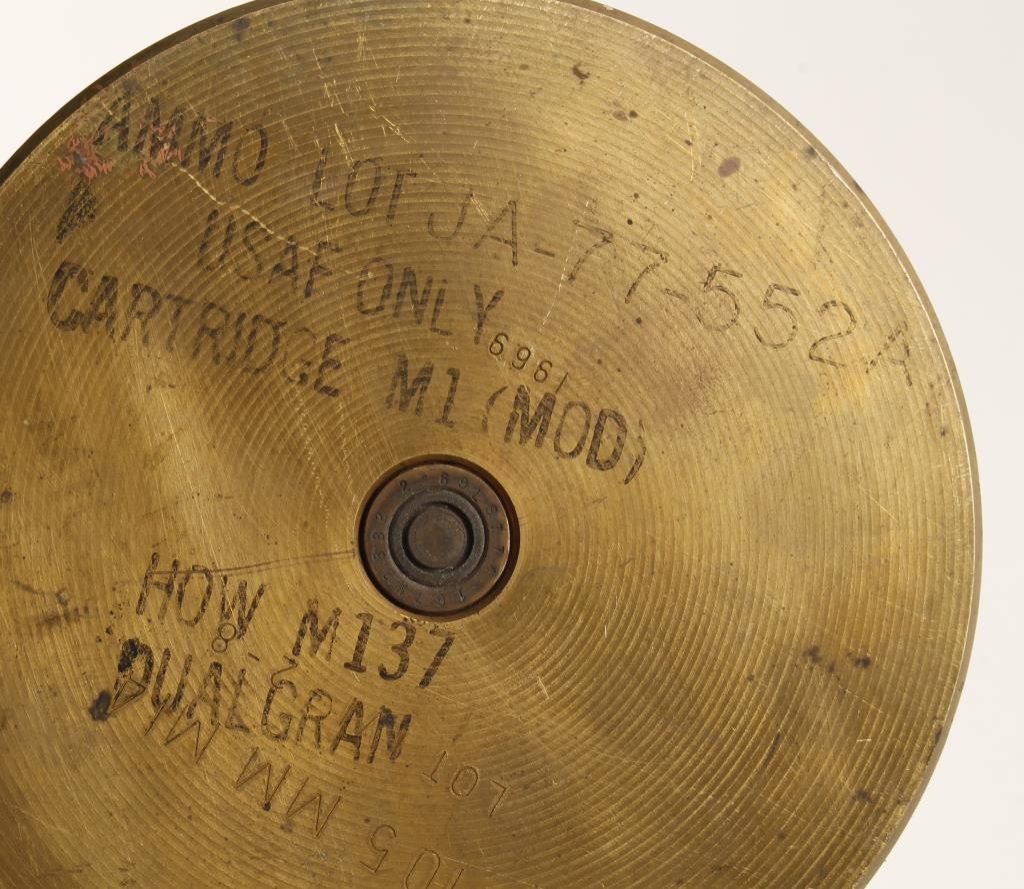 AMMO LOT JA-77-552A
USAF ONLY
1969
CARTRIDGE M1 (MOD)
HOW M137
DUALGRAN
105 MM M14
LOT